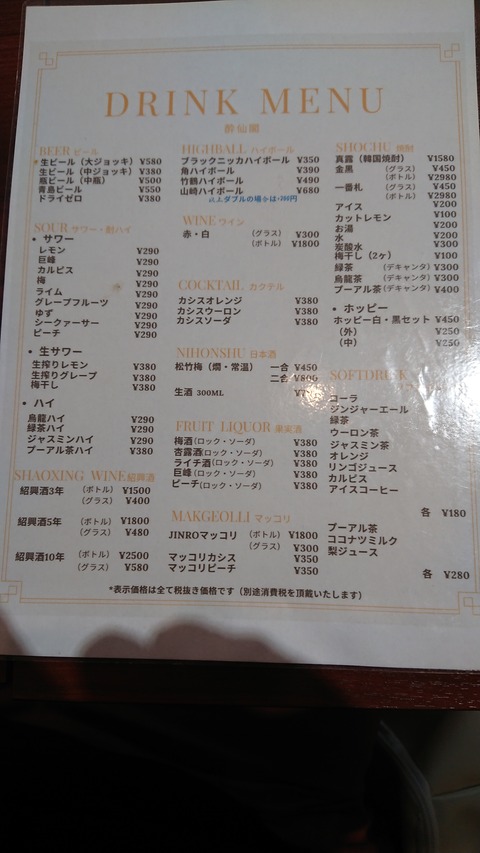 DRINK MENU
酔仙閣
BEER ビール
生ビール（大ジョッキ） ¥580
生ビール（中ジョッキ） ¥380
瓶ビール（中瓶） ¥500
青島ビール ¥550
ドライゼロ ¥380
SOUR サワー・酎ハイ
・ サワー
レモン ¥290
巨峰 ¥290
カルピス ¥290
梅 ¥290
ライム ¥290
グレープフルーツ ¥290
ゆず ¥290
シークァーサー ¥290
ピーチ ¥290
・ 生サワー
生搾りレモン ¥380
生搾りグレープ ¥380
梅干し ¥380
・ ハイ
烏龍ハイ ¥290
緑茶ハイ ¥290
ジャスミンハイ ¥290
プーアル茶ハイ ¥290
SHAOXING WINE 紹興酒
紹興酒3年 （ボトル） ¥1500
（グラス） ¥400
紹興酒5年 （ボトル） ¥1800
（グラス） ¥480
紹興酒10年 （ボトル） ¥2500
（グラス） ¥580
HIGHBALL ハイボール
ブラックニッカハイボール ¥350
角ハイボール ¥390
竹鶴ハイボール ¥490
山崎ハイボール ¥680
以上ダブルの場合は+200円
WINE ワイン
赤・白 （グラス） ¥300
（ボトル） ¥1800
COCKTAIL カクテル
カシスオレンジ ¥380
カシスウーロン ¥380
カシスソーダ ¥380
NIHONSHU 日本酒
松竹梅（燗・常温） 一合 ¥450
二合 ¥800
生酒 300ML
FRUIT LIQUOR 果実酒
梅酒（ロック・ソーダ） ¥380
杏露酒（ロック・ソーダ） ¥380
ライチ酒（ロック・ソーダ） ¥380
巨峰（ロック・ソーダ） ¥380
ピーチ（ロック・ソーダ） ¥380
MAKGEOLLI マッコリ
JINROマッコリ （ボトル） ¥1800
（グラス） ¥300
マッコリカシス ¥350
マッコリピーチ ¥350
SHOCHU 焼酎
真露（韓国焼酎） ¥1580
金黒 （グラス） ¥450
（ボトル） ¥2980
一番札 （グラス） ¥450
（ボトル） ¥2980
アイス ¥200
カットレモン ¥100
お湯 ¥200
水 ¥200
炭酸水 ¥300
梅干し（2ヶ） ¥100
緑茶 （デキャンタ） ¥300
烏龍茶 （デキャンタ） ¥300
プーアル茶 （デキャンタ） ¥400
・ ホッピー
ホッピー白・黒セット ¥450
（外） ¥250
（中） ¥250
SOFTDRINK
コーラ
ジンジャーエール
緑茶
ウーロン茶
ジャスミン茶
オレンジ
リンゴジュース
カルピス
アイスコーヒー
各 ¥180
プーアル茶
ココナツミルク
梨ジュース
各 ¥280
*表示価格は全て税抜き価格です（別途消費税を頂戴いたします）